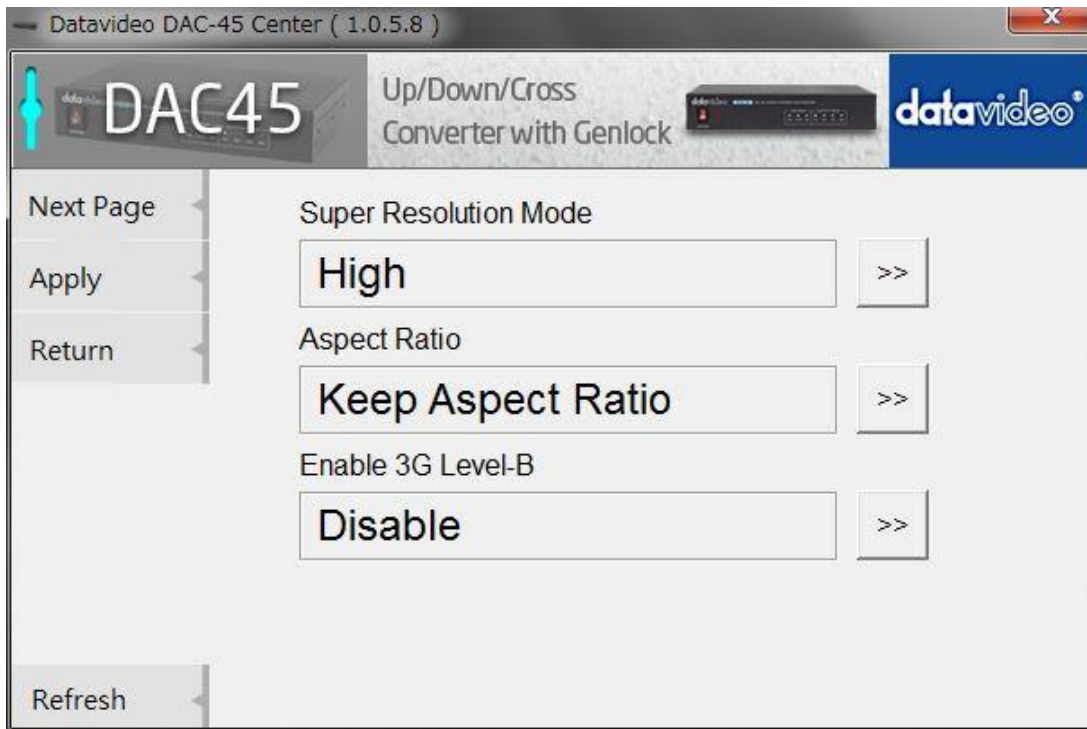 Datavideo DAC-45 Center ( 1.0.5.8 )
DAC45
Up/Down/Cross
Converter with Genlock
datavideo
Next Page
Apply
Return
Super Resolution Mode
High
>>
Aspect Ratio
Keep Aspect Ratio
>>
Enable 3G Level-B
Disable
>>
Refresh